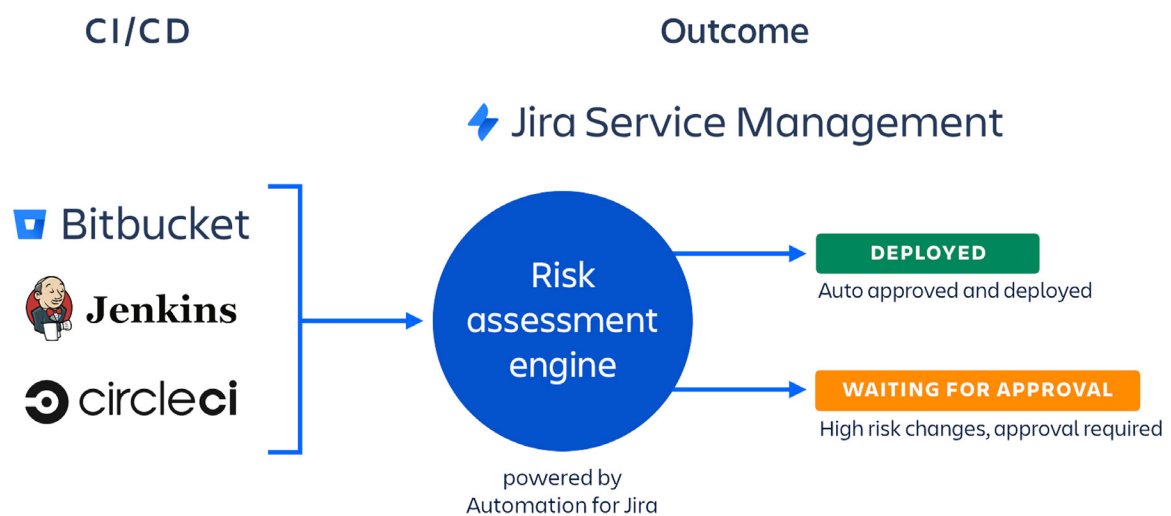 CI/CD
Outcome
Jira Service Management
Bitbucket
Jenkins
circleci
Risk
assessment
engine
powered by
Automation for Jira
DEPLOYED
Auto approved and deployed
WAITING FOR APPROVAL
High risk changes, approval required